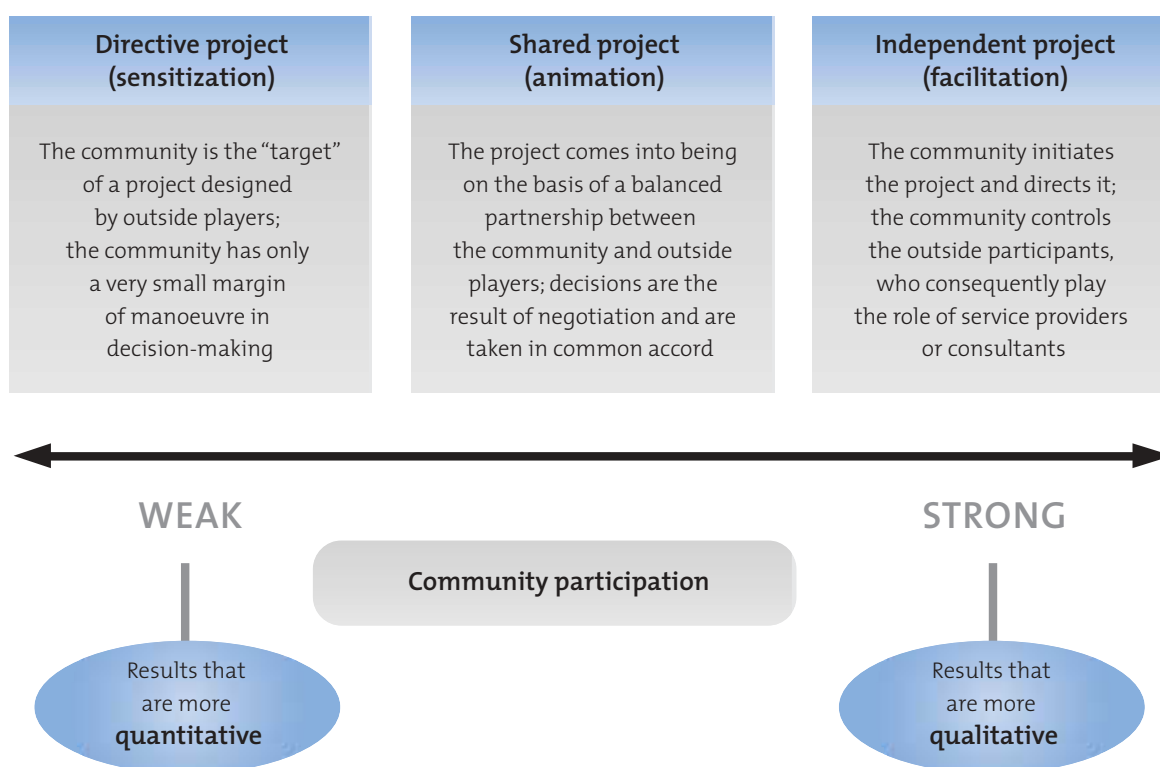 Directive project
(sensitization)
The community is the “target”
of a project designed
by outside players;
the community has only
a very small margin
of manoeuvre in
decision-making
Shared project
(animation)
The project comes into being
on the basis of a balanced
partnership between
the community and outside
players; decisions are the
result of negotiation and are
taken in common accord
Independent project
(facilitation)
The community initiates
the project and directs it;
the community controls
the outside participants,
who consequently play
the role of service providers
or consultants
WEAK
STRONG
Community participation
Results that
are more
quantitative
Results that
are more
qualitative